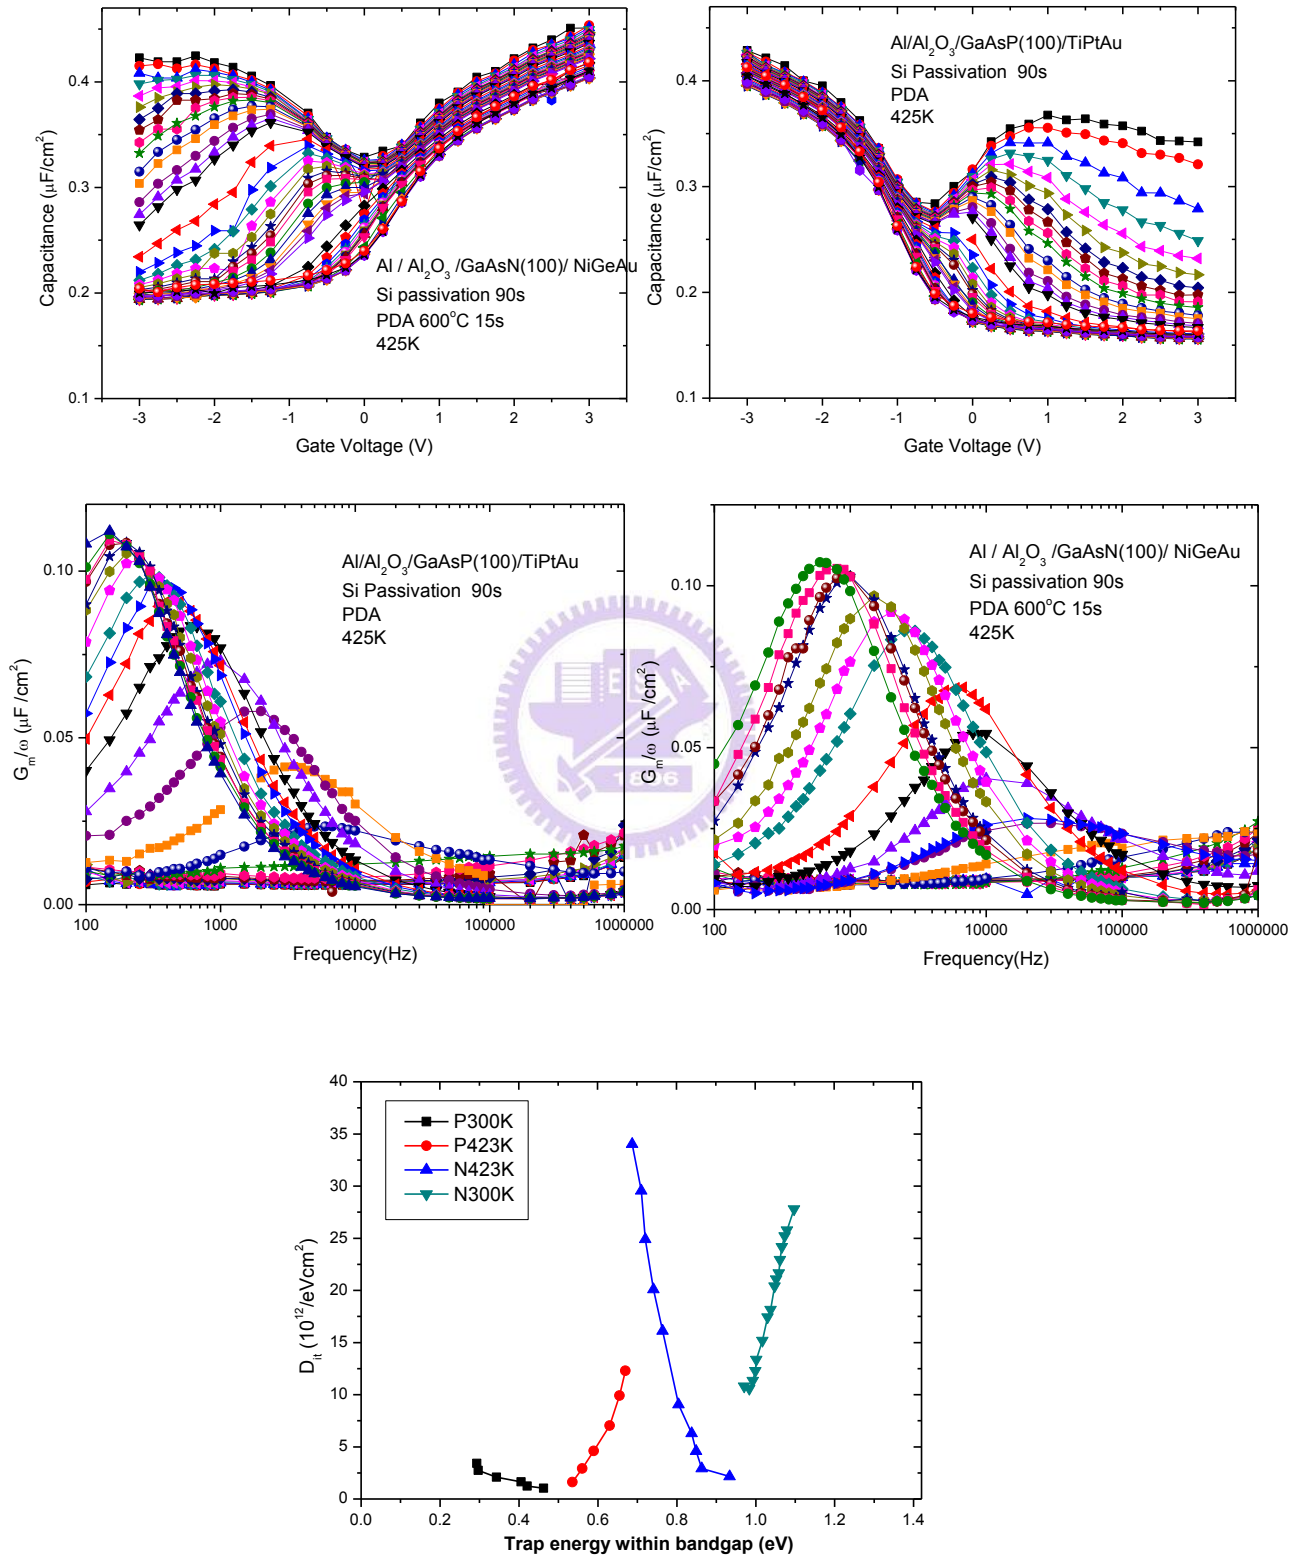 Capacitance (μF/cm²)
0.4
0.3
0.2
0.1
Al / Al₂O₃ /GaAsN(100)/ NiGeAu
Si passivation 90s
PDA 600°C 15s
425K
-3 -2 -1 0 1 2 3
Gate Voltage (V)
Capacitance (μF/cm²)
0.4
0.3
0.2
0.1
Al/Al₂O₃/GaAsP(100)/TiPtAu
Si Passivation 90s
PDA
425K
-3 -2 -1 0 1 2 3
Gate Voltage (V)
Gₘ/ω (μF /cm²)
0.10
0.05
0.00
Al/Al₂O₃/GaAsP(100)/TiPtAu
Si Passivation 90s
PDA
425K
100 1000 10000 100000 1000000
Frequency(Hz)
Gₘ/ω (μF /cm²)
0.10
0.05
0.00
Al / Al₂O₃ /GaAsN(100)/ NiGeAu
Si passivation 90s
PDA 600°C 15s
425K
100 1000 10000 100000 1000000
Frequency(Hz)
1896
Dᵢₜ (10¹²/eVcm²)
40
35
30
25
20
15
10
5
0
P300K
P423K
N423K
N300K
0.0 0.2 0.4 0.6 0.8 1.0 1.2 1.4
Trap energy within bandgap (eV)